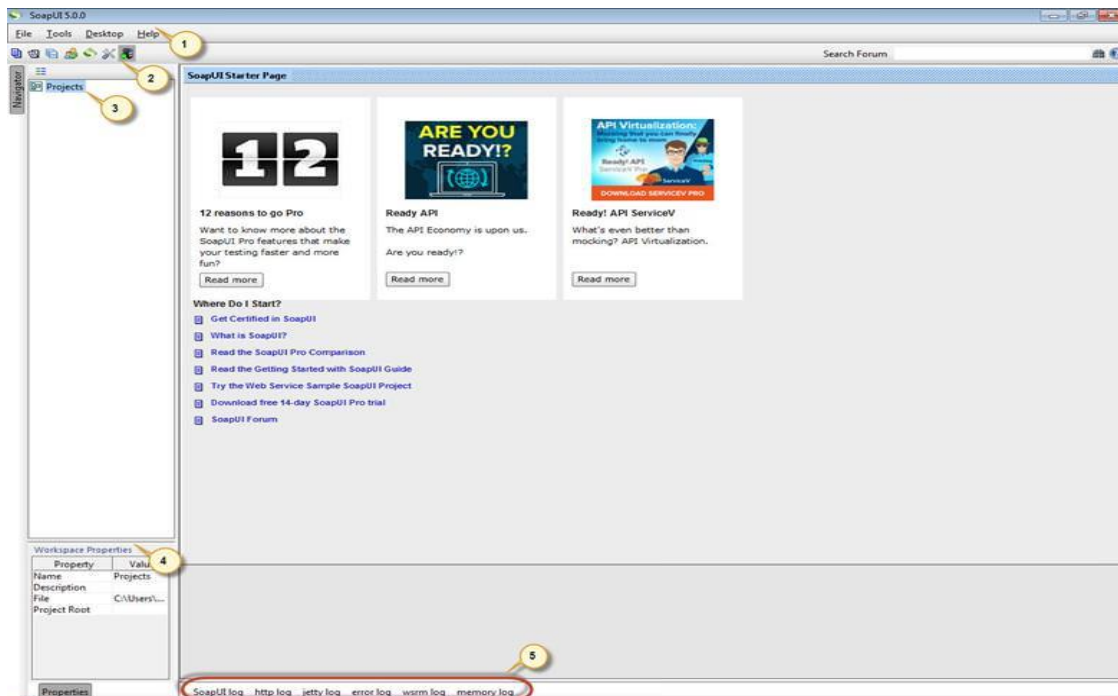 SoapUI 5.0.0
File Tools Desktop Help
1
Search Forum
2
Navigator
Projects
3
SoapUI Starter Page
12
ARE YOU
READY!?
API Virtualization:
Ready! API
ServiceV Pro
ServiceV
DOWNLOAD SERVICEV PRO
12 reasons to go Pro
Want to know more about the
SoapUI Pro features that make
your testing faster and more
fun?
Read more
Ready API
The API Economy is upon us.
Are you ready!?
Read more
Ready! API ServiceV
What's even better than
mocking? API Virtualization.
Read more
Where Do I Start?
Get Certified in SoapUI
What is SoapUI?
Read the SoapUI Pro Comparison
Read the Getting Started with SoapUI Guide
Try the Web Service Sample SoapUI Project
Download free 14-day SoapUI Pro trial
SoapUI Forum
Workspace Properties
4
Property Valu
Name Projects
Description
File C:\Users\...
Project Root
Properties
5
SoapUI log http log jetty log error log wsrm log memory log